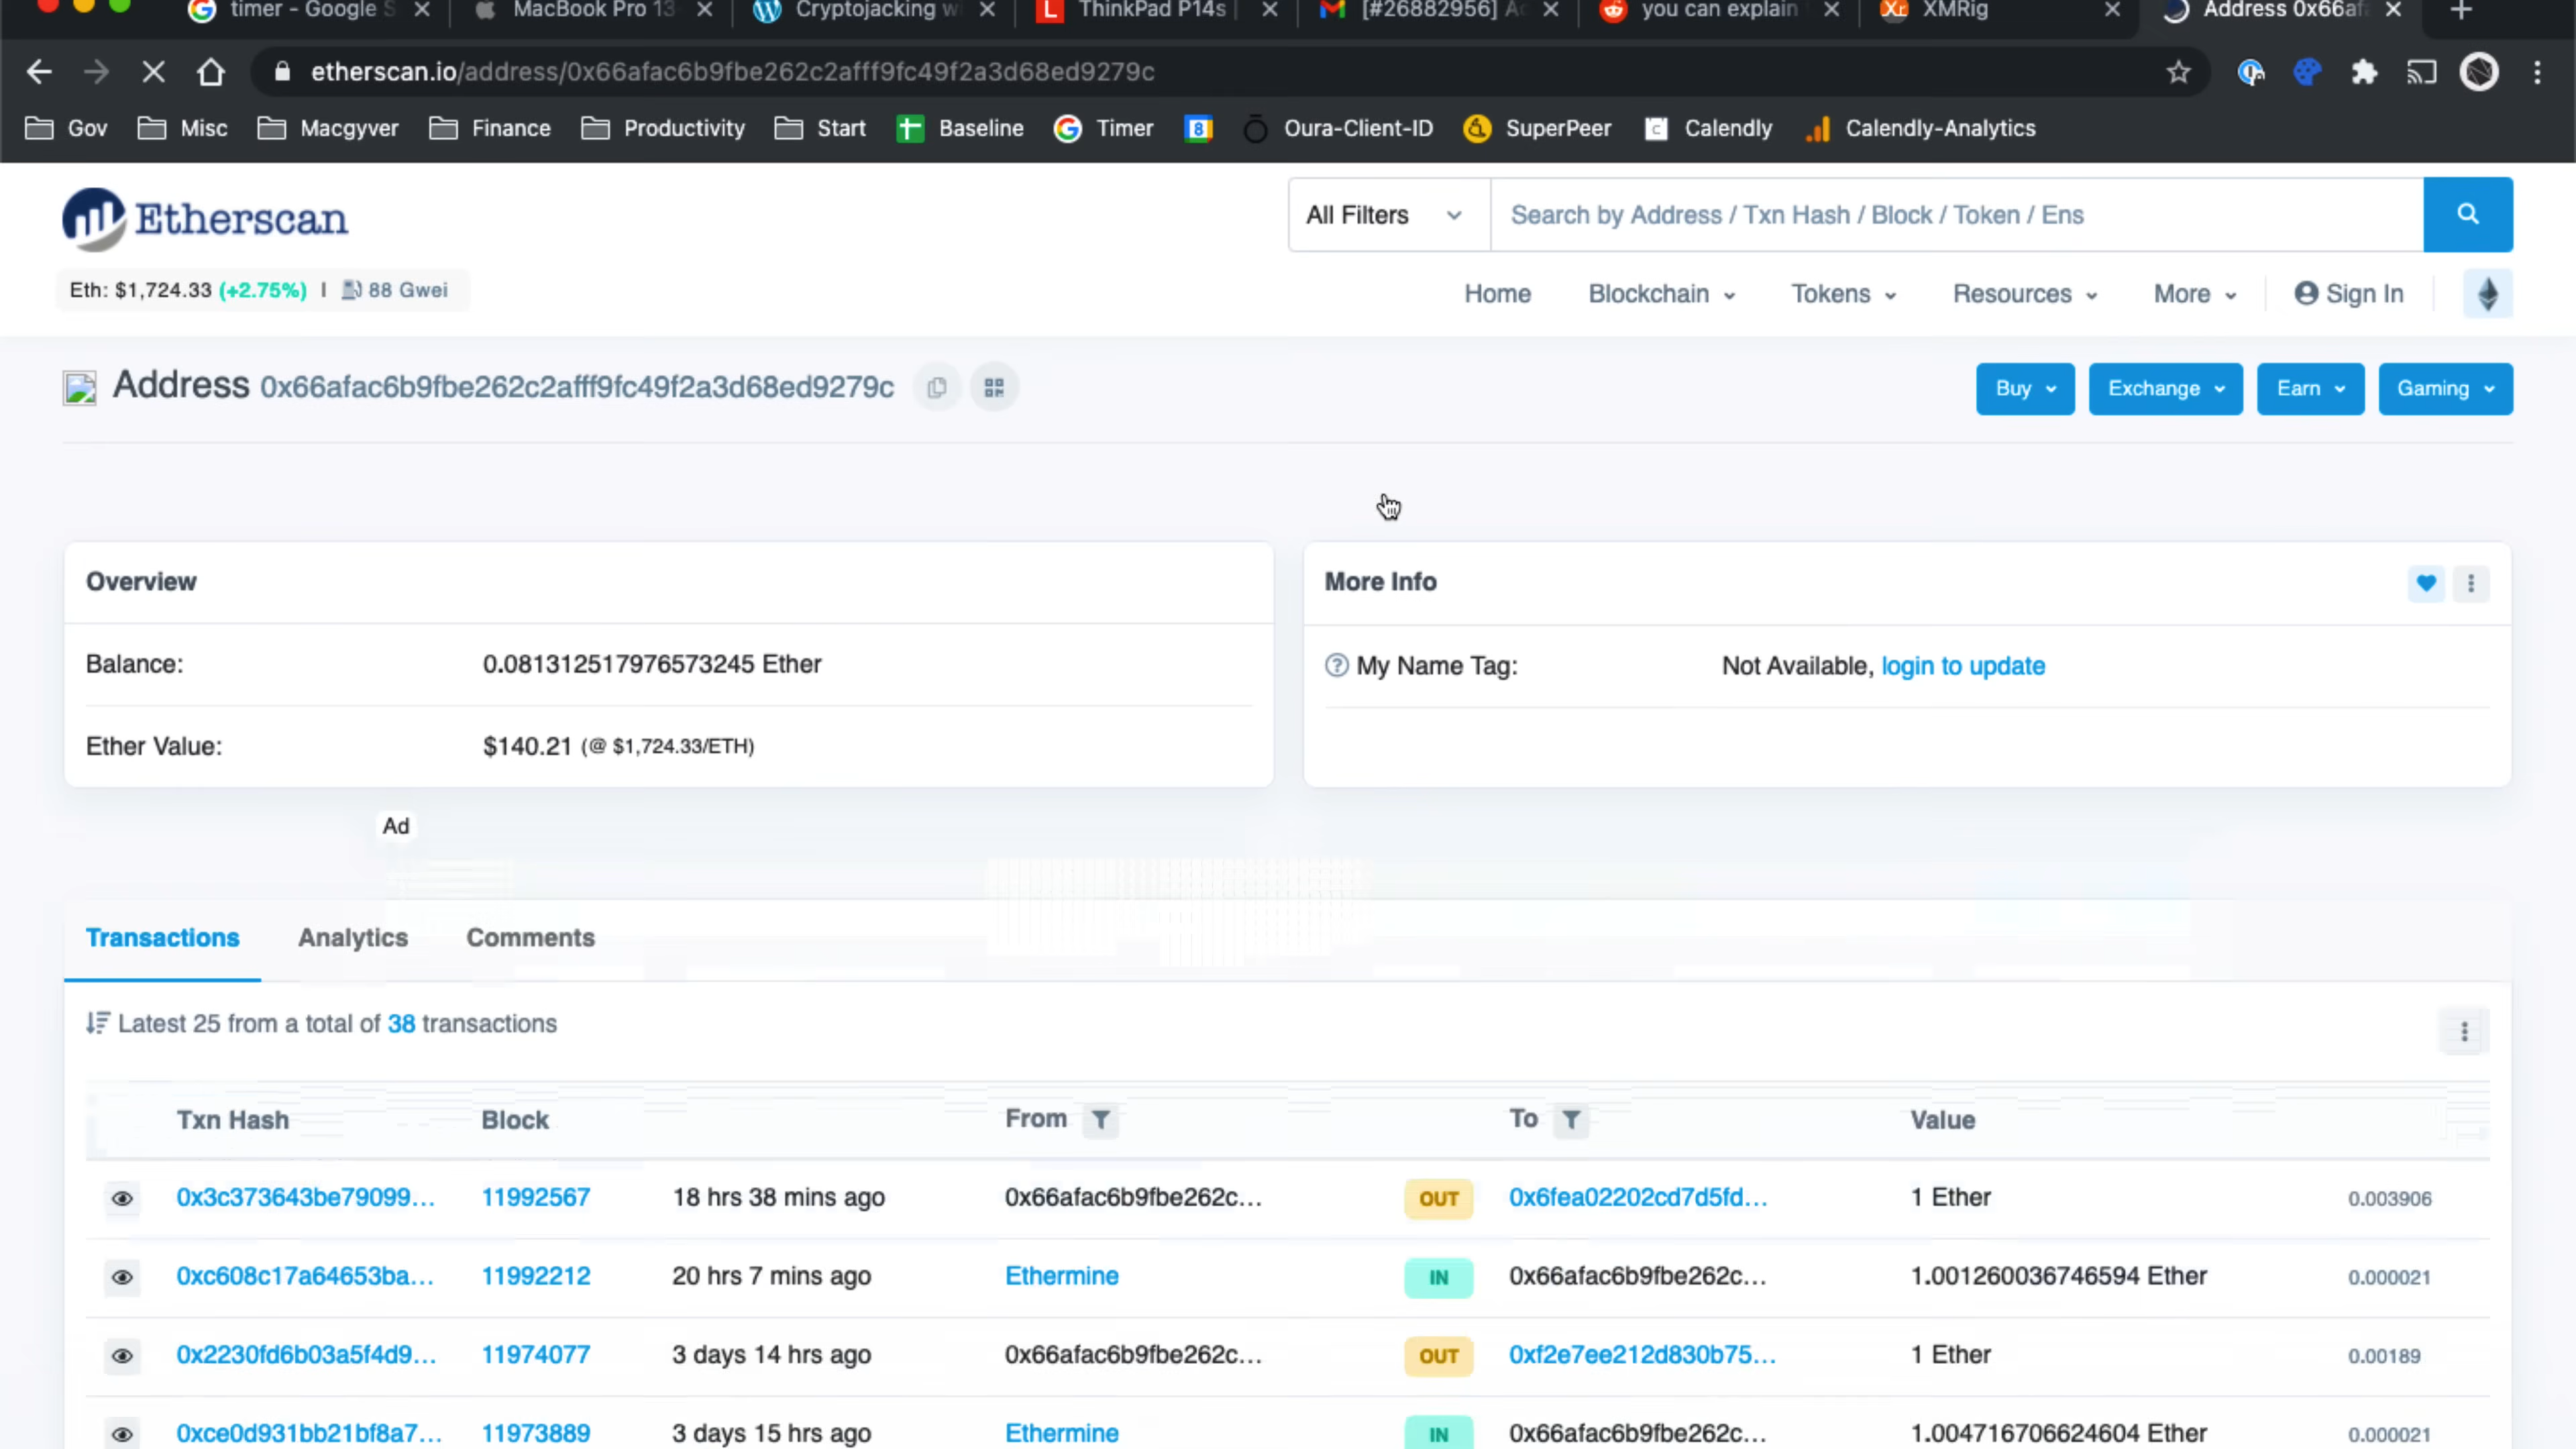 timer - Google S
MacBook Pro 13
Cryptojacking w
ThinkPad P14s |
[#26882956] A
you can explain
XMRig
Address 0x66af
etherscan.io/address/0x66afac6b9fbe262c2afff9fc49f2a3d68ed9279c
Gov Misc Macgyver Finance Productivity Start Baseline Timer 8 Oura-Client-ID SuperPeer Calendly Calendly-Analytics
Etherscan
All Filters Search by Address / Txn Hash / Block / Token / Ens
Eth: $1,724.33 (+2.75%) | 88 Gwei
Home Blockchain Tokens Resources More Sign In
Address 0x66afac6b9fbe262c2afff9fc49f2a3d68ed9279c
Buy Exchange Earn Gaming
Overview
Balance: 0.081312517976573245 Ether
Ether Value: $140.21 (@ $1,724.33/ETH)
More Info
My Name Tag: Not Available, login to update
Ad
Transactions Analytics Comments
Latest 25 from a total of 38 transactions
Txn Hash Block From To Value
0x3c373643be79099... 11992567 18 hrs 38 mins ago 0x66afac6b9fbe262c... OUT 0x6fea02202cd7d5fd... 1 Ether 0.003906
0xc608c17a64653ba... 11992212 20 hrs 7 mins ago Ethermine IN 0x66afac6b9fbe262c... 1.001260036746594 Ether 0.000021
0x2230fd6b03a5f4d9... 11974077 3 days 14 hrs ago 0x66afac6b9fbe262c... OUT 0xf2e7ee212d830b75... 1 Ether 0.00189
0xce0d931bb21bf8a7... 11973889 3 days 15 hrs ago Ethermine IN 0x66afac6b9fbe262c... 1.004716706624604 Ether 0.000021